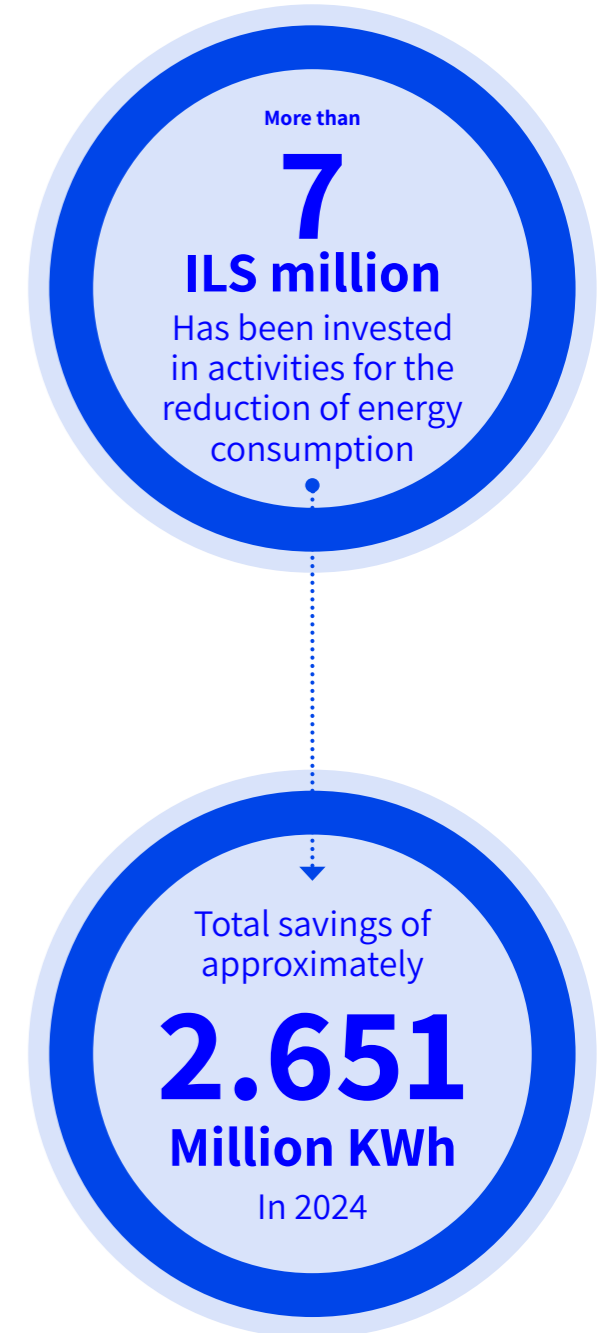 More than
7
ILS million
Has been invested
in activities for the
reduction of energy
consumption
Total savings of
approximately
2.651
Million KWh
In 2024